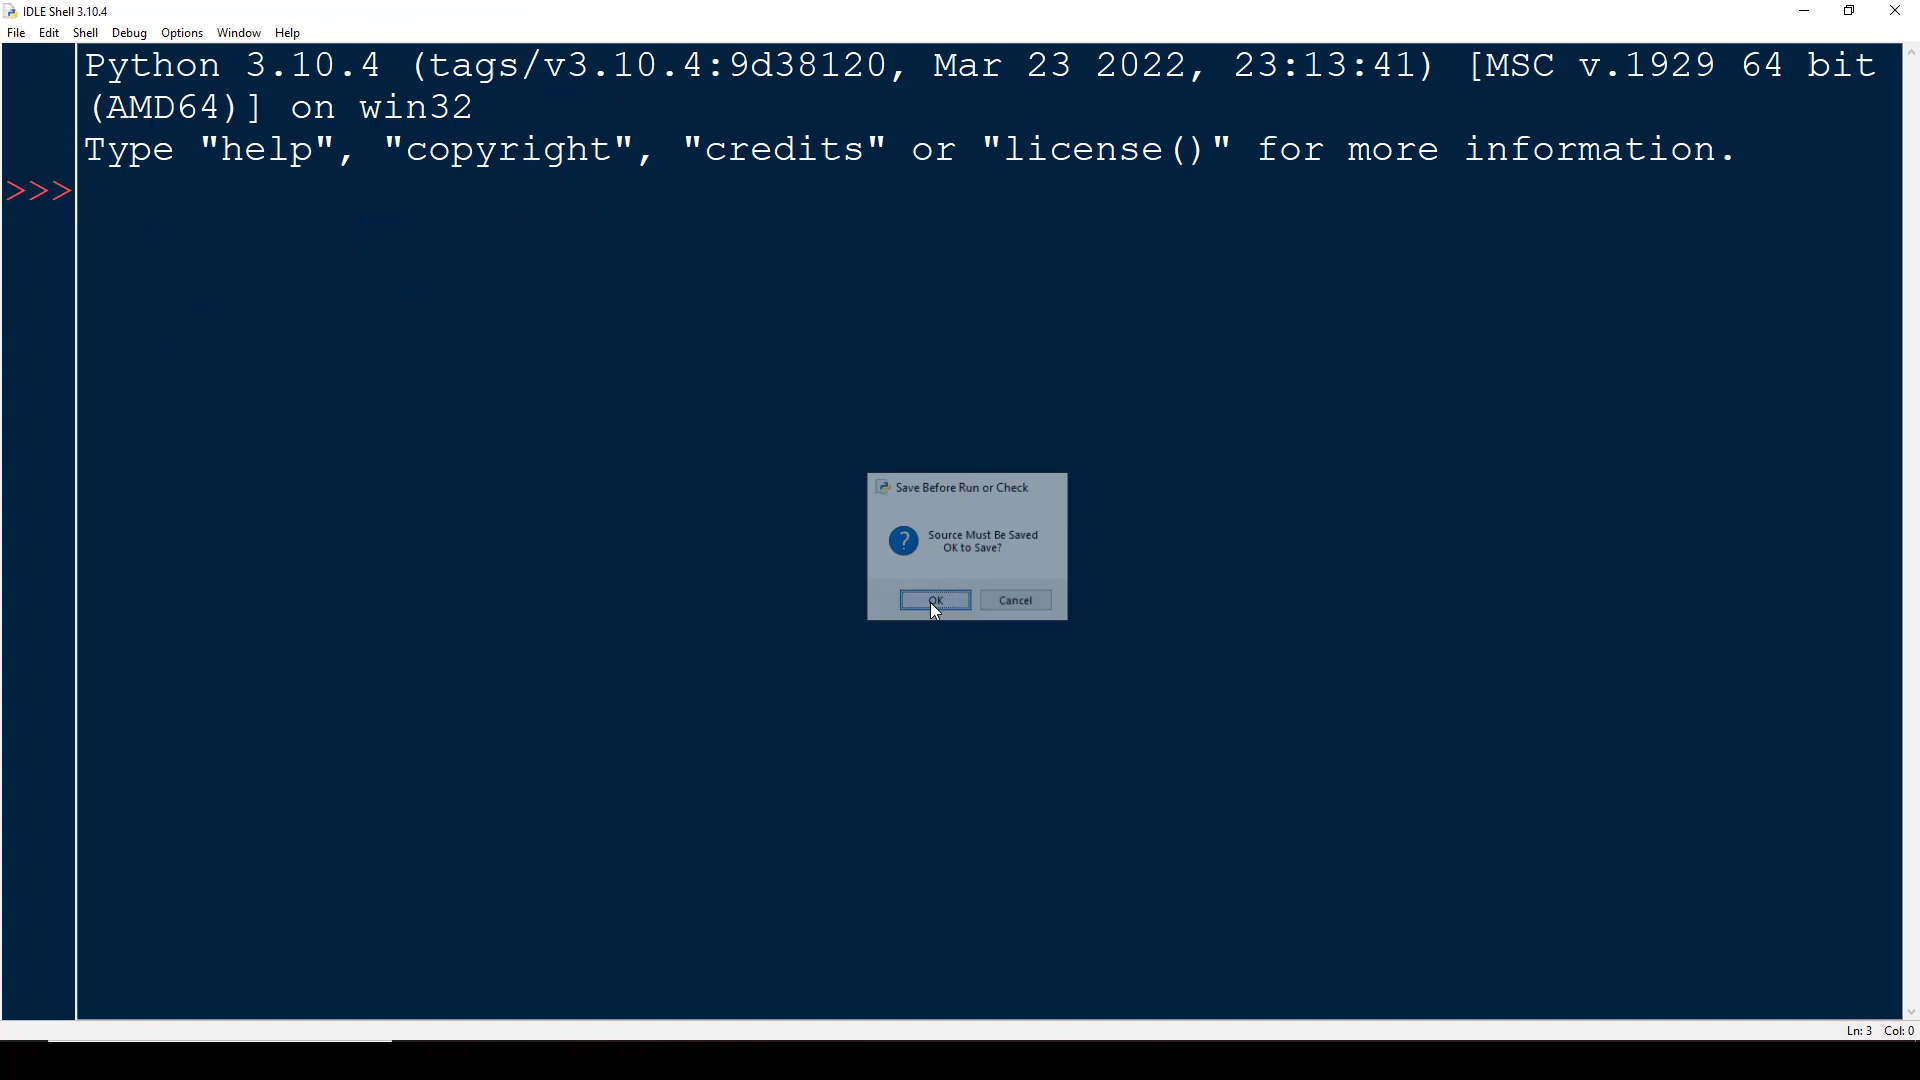 IDLE Shell 3.10.4
File Edit Shell Debug Options Window Help
Python 3.10.4 (tags/v3.10.4:9d38120, Mar 23 2022, 23:13:41) [MSC v.1929 64 bit
(AMD64)] on win32
Type "help", "copyright", "credits" or "license()" for more information.
>>>
Save Before Run or Check
Source Must Be Saved
OK to Save?
OK Cancel
Ln: 3 Col: 0